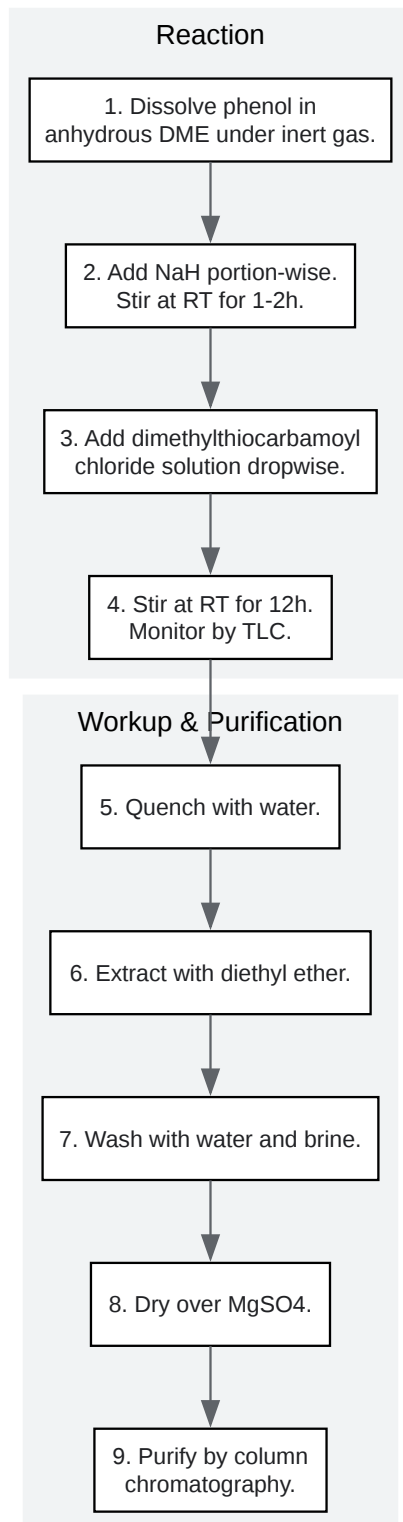 Reaction
1. Dissolve phenol in
anhydrous DME under inert gas.
2. Add NaH portion-wise.
Stir at RT for 1-2h.
3. Add dimethylthiocarbamoyl
chloride solution dropwise.
4. Stir at RT for 12h.
Monitor by TLC.
Workup & Purification
5. Quench with water.
6. Extract with diethyl ether.
7. Wash with water and brine.
8. Dry over MgSO4.
9. Purify by column
chromatography.